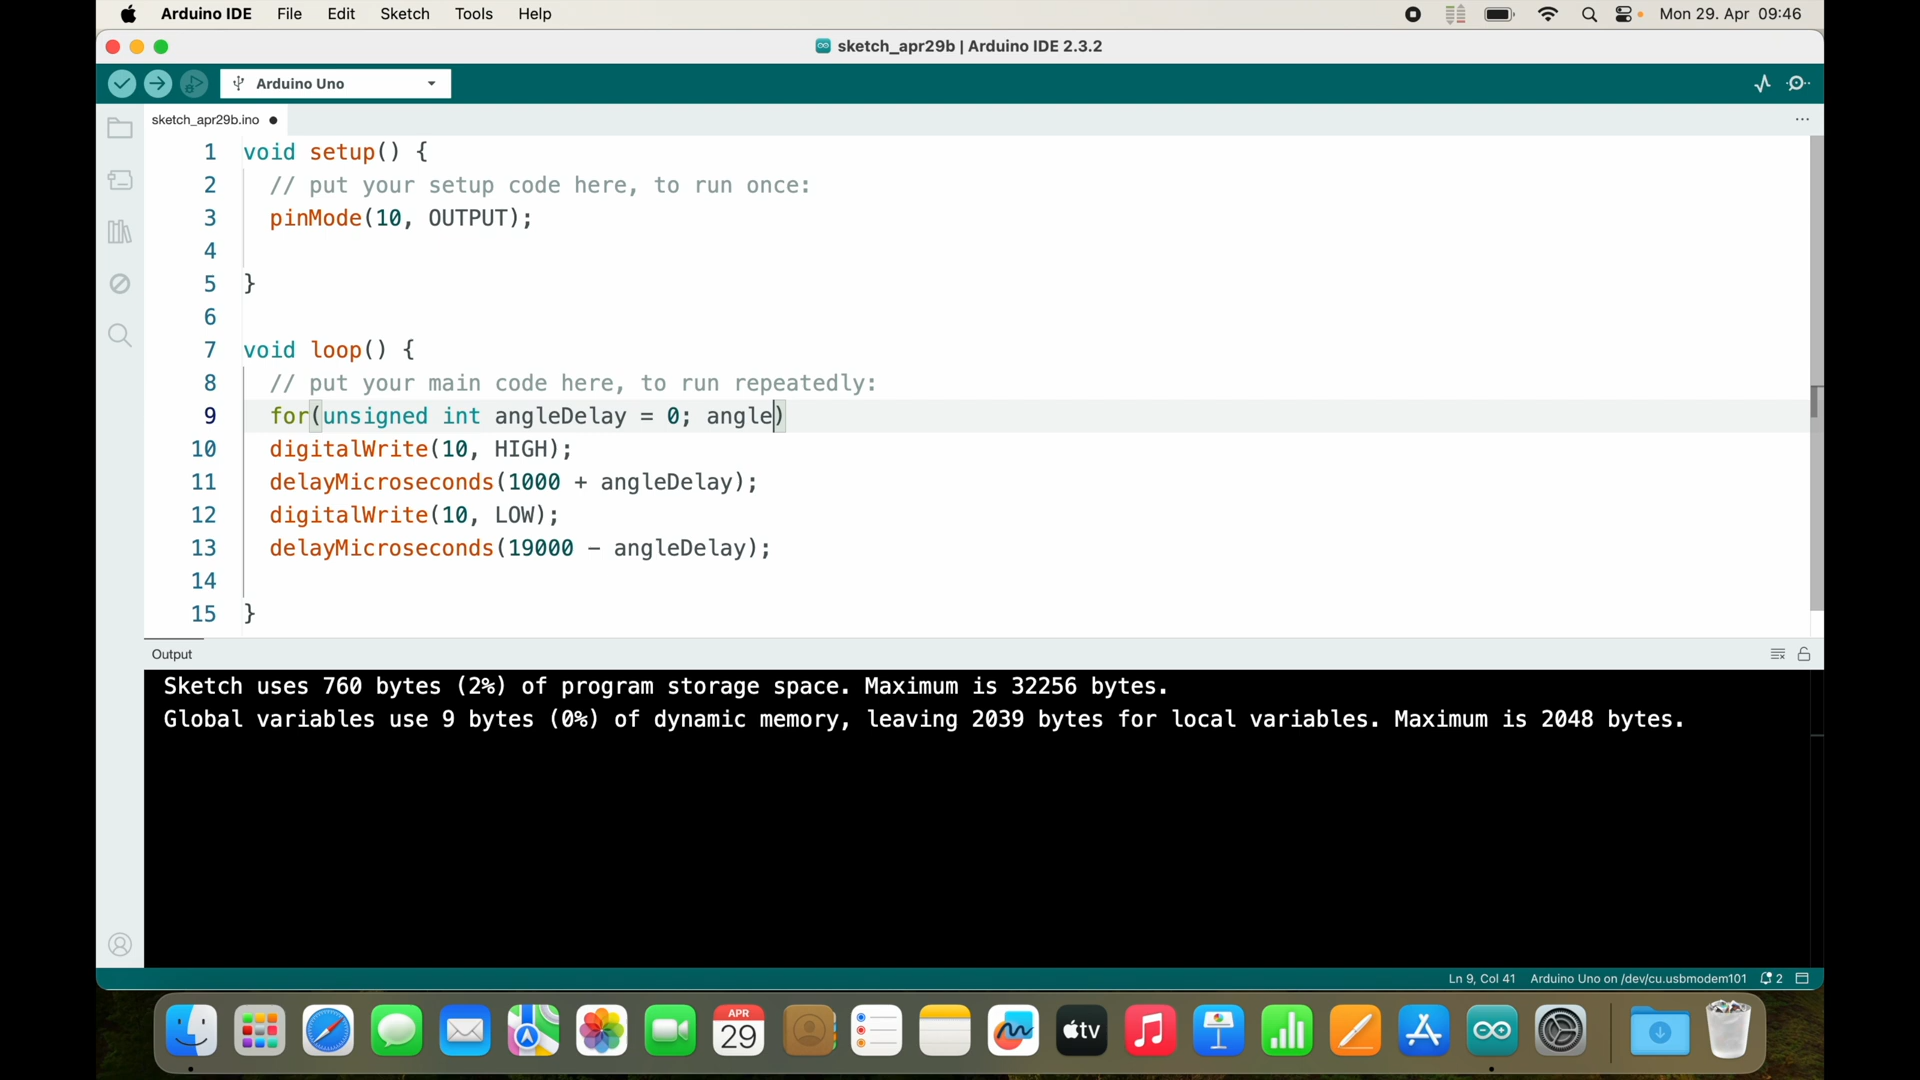 Arduino IDE File Edit Sketch Tools Help Mon 29. Apr 09:46
sketch_apr29b | Arduino IDE 2.3.2
Arduino Uno
sketch_apr29b.ino
1 void setup() {
2 // put your setup code here, to run once:
3 pinMode(10, OUTPUT);
4
5 }
6
7 void loop() {
8 // put your main code here, to run repeatedly:
9 for(unsigned int angleDelay = 0; angle)
10 digitalWrite(10, HIGH);
11 delayMicroseconds(1000 + angleDelay);
12 digitalWrite(10, LOW);
13 delayMicroseconds(19000 - angleDelay);
14
15 }
Output
Sketch uses 760 bytes (2%) of program storage space. Maximum is 32256 bytes.
Global variables use 9 bytes (0%) of dynamic memory, leaving 2039 bytes for local variables. Maximum is 2048 bytes.
Ln 9, Col 41 Arduino Uno on /dev/cu.usbmodem101 2
APR
29
tv